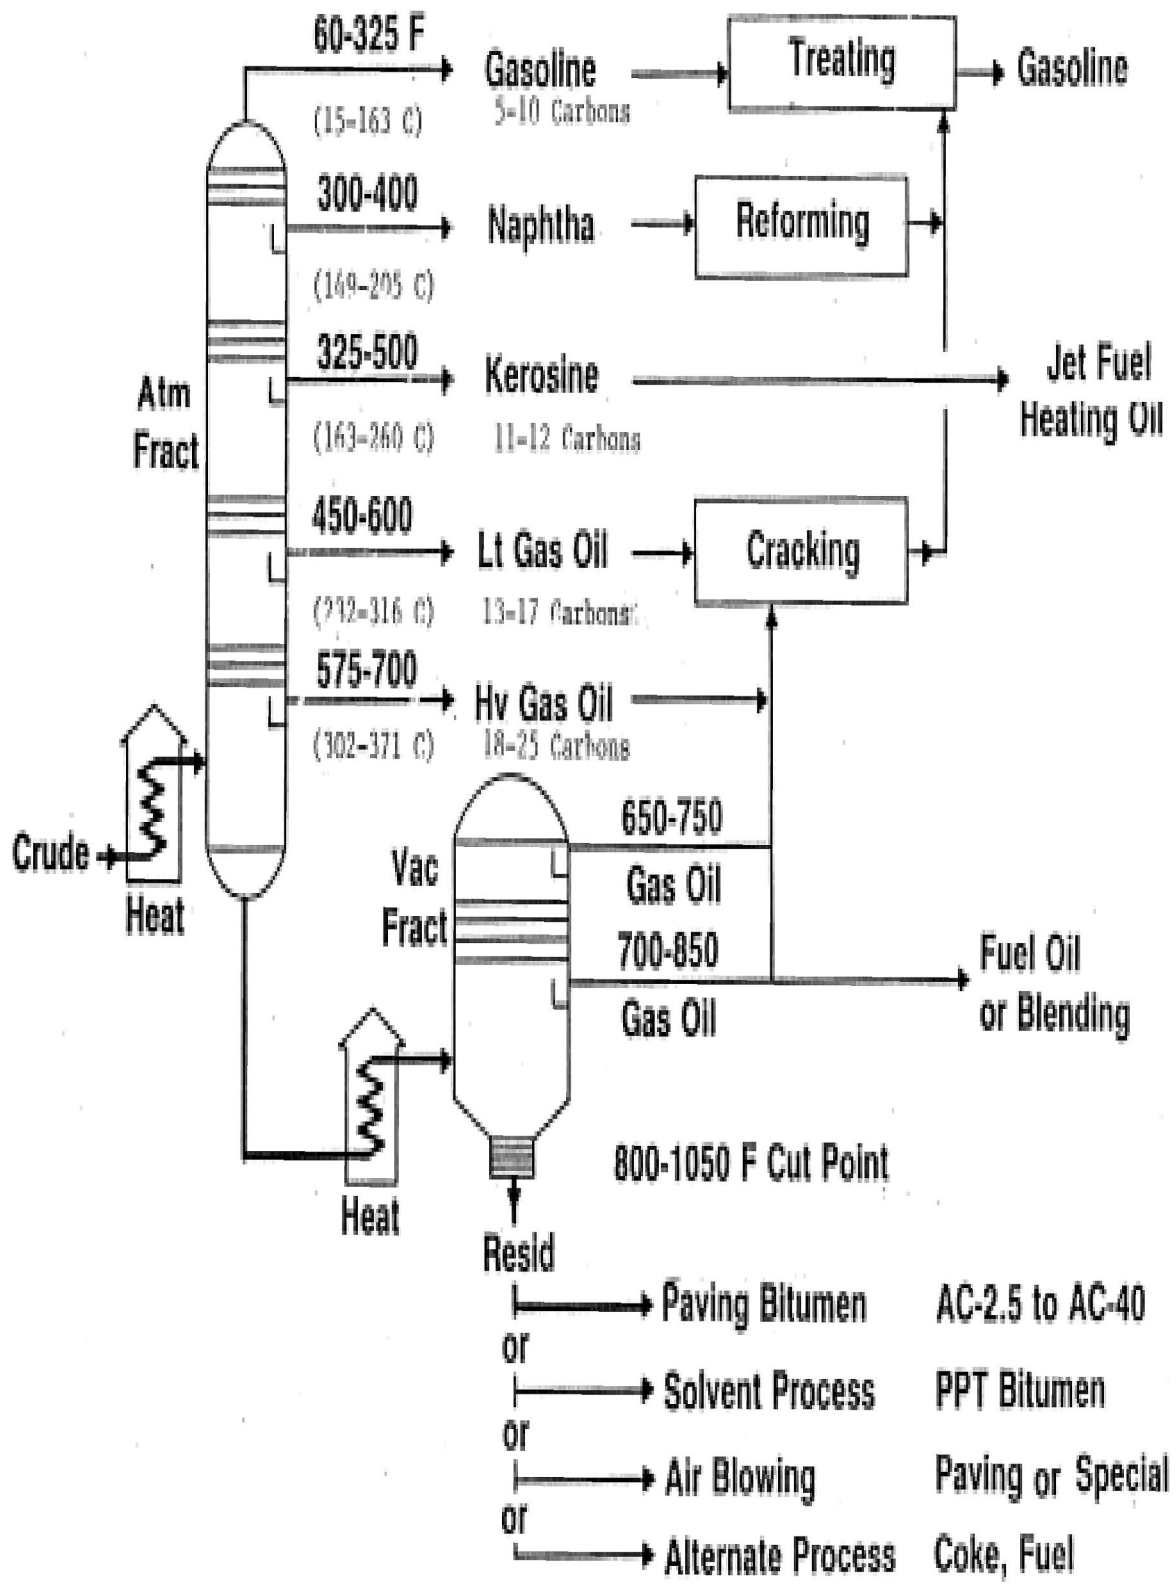 60-325 F
Gasoline
Treating
Gasoline
(15-163 C)
5-10 Carbons
300-400
Naphtha
Reforming
(149-205 C)
325-500
Kerosine
Jet Fuel
Heating Oil
Atm
Fract
(163-260 C)
11-12 Carbons
450-600
Lt Gas Oil
Cracking
(232-316 C)
13-17 Carbons
575-700
Hv Gas Oil
(302-371 C)
18-25 Carbons
Crude
Heat
Vac
Fract
650-750
Gas Oil
700-850
Gas Oil
Fuel Oil
or Blending
Heat
800-1050 F Cut Point
Resid
Paving Bitumen AC-2.5 to AC-40
or
Solvent Process PPT Bitumen
or
Air Blowing Paving or Special
or
Alternate Process Coke, Fuel